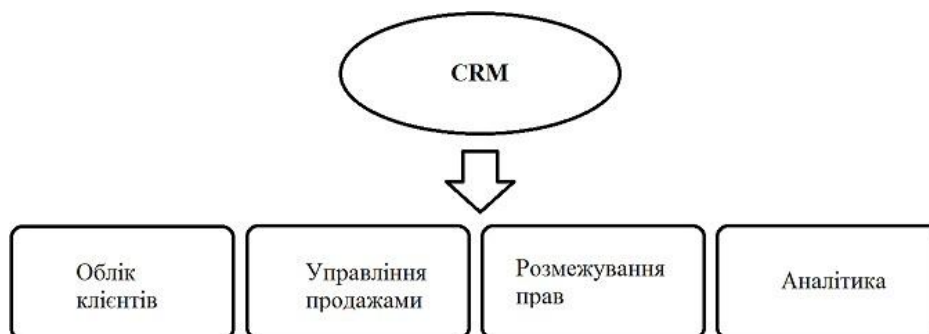 CRM
Облік
клієнтів
Управління
продажами
Розмежування
прав
Аналітика